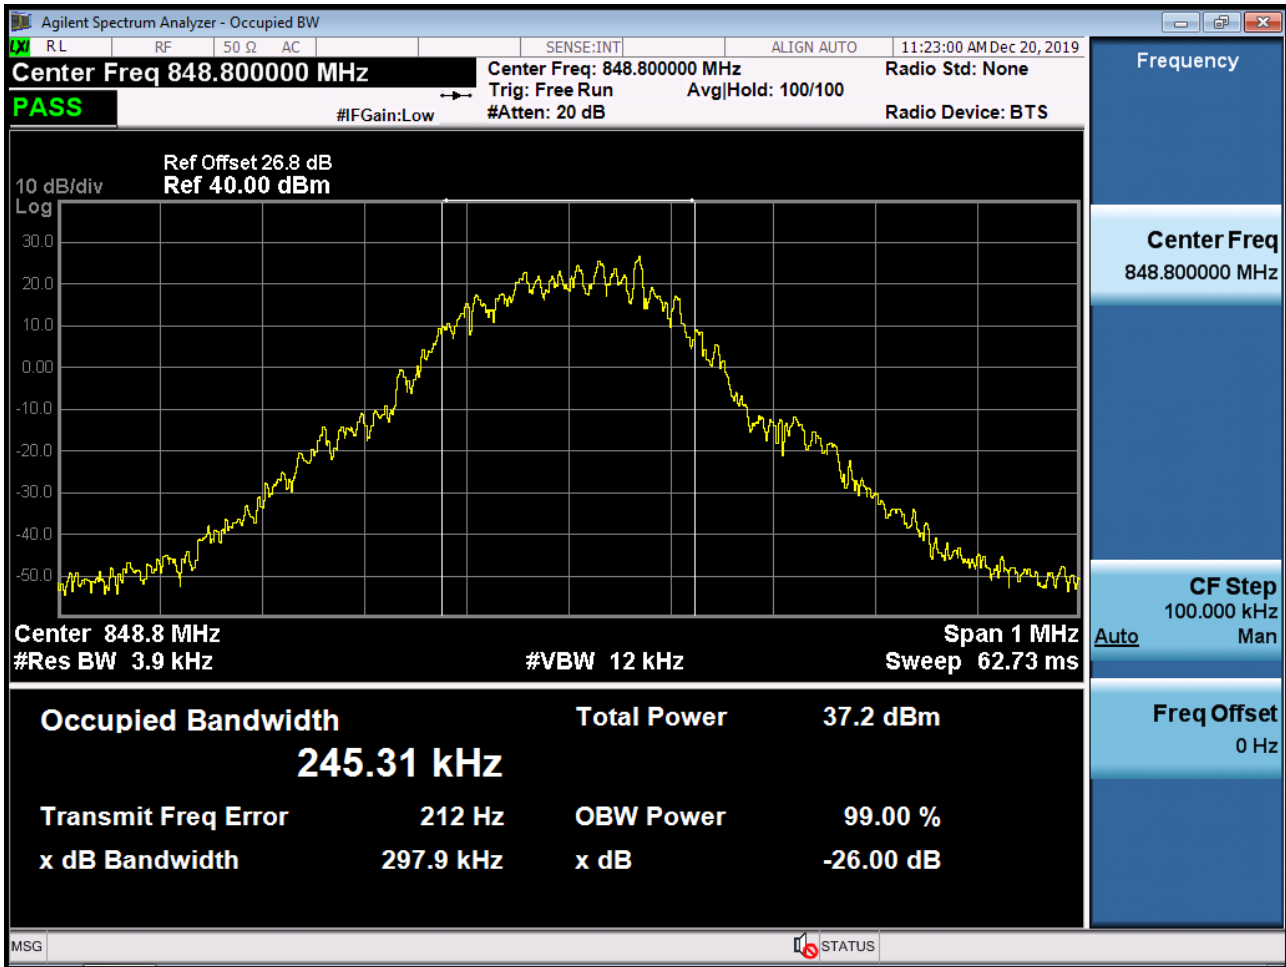 Agilent Spectrum Analyzer - Occupied BW
LXI RL RF 50 Ω AC SENSE:INT ALIGN AUTO 11:23:00 AM Dec 20, 2019
Center Freq 848.800000 MHz
PASS
#IFGain:Low
Center Freq: 848.800000 MHz
Trig: Free Run Avg|Hold: 100/100
#Atten: 20 dB
Radio Std: None
Radio Device: BTS
Ref Offset 26.8 dB
10 dB/div Ref 40.00 dBm
Log
30.0
20.0
10.0
0.00
-10.0
-20.0
-30.0
-40.0
-50.0
Center 848.8 MHz Span 1 MHz
#Res BW 3.9 kHz #VBW 12 kHz Sweep 62.73 ms
Occupied Bandwidth Total Power 37.2 dBm
245.31 kHz
Transmit Freq Error 212 Hz OBW Power 99.00 %
x dB Bandwidth 297.9 kHz x dB -26.00 dB
MSG STATUS
Frequency
Center Freq
848.800000 MHz
CF Step
100.000 kHz
Auto Man
Freq Offset
0 Hz